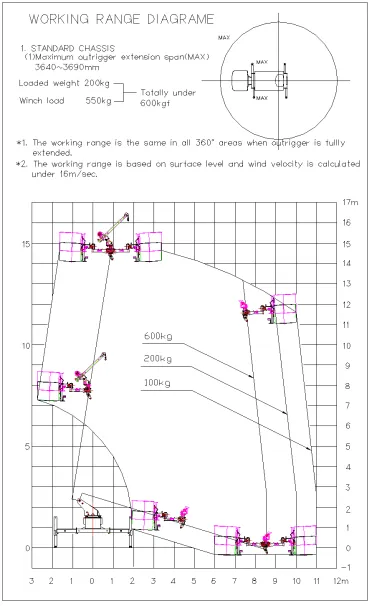 WORKING RANGE DIAGRAME
MAX
MAX
MAX
1. STANDARD CHASSIS
(1)Maximum outrigger extension span(MAX)
3640~3690mm
Loaded weight 200kg
Winch load 550kg
Totally under
600kgf
*1. The working range is the same in all 360° areas when outrigger is fullly
extended.
*2. The working range is based on surface level and wind velocity is calculated
under 16m/sec.
17m
16
15 15
14
13
12
11
10 10
9
8
7
6
5 5
4
3
2
1
0 0
-1
600kg
200kg
100kg
3 2 1 0 1 2 3 4 5 6 7 8 9 10 11 12m